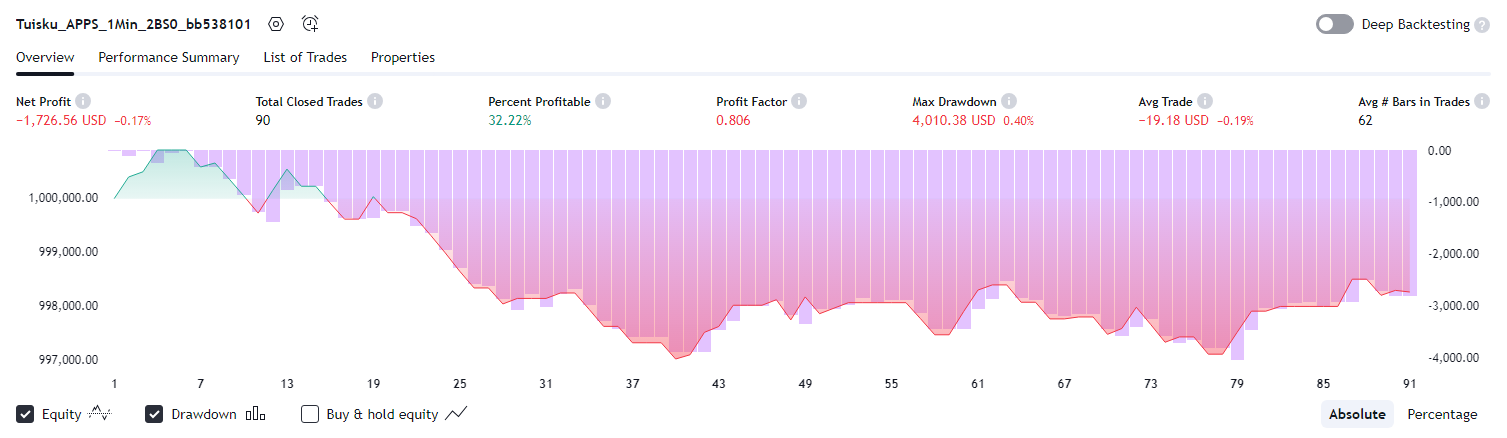 Tuisku_APPS_1Min_2BS0_bb538101
Deep Backtesting ?
Overview Performance Summary List of Trades Properties
Net Profit i Total Closed Trades i Percent Profitable i Profit Factor i Max Drawdown i Avg Trade i Avg # Bars in Trades i
−1,726.56 USD −0.17% 90 32.22% 0.806 4,010.38 USD 0.40% −19.18 USD −0.19% 62
0.00
1,000,000.00 -1,000.00
999,000.00 -2,000.00
998,000.00 -3,000.00
997,000.00 -4,000.00
1 7 13 19 25 31 37 43 49 55 61 67 73 79 85 91
Equity Drawdown Buy & hold equity Absolute Percentage